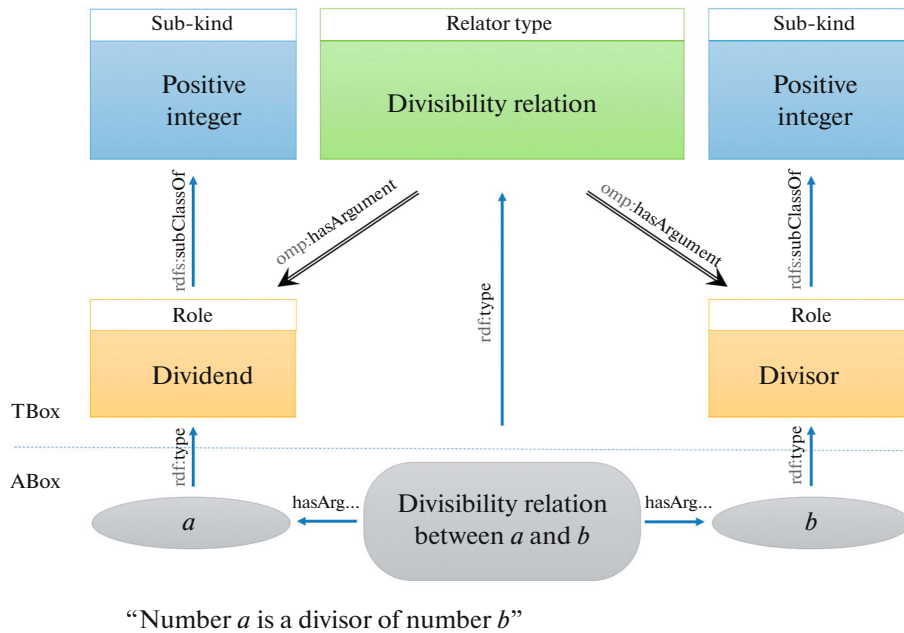 Sub-kind
Relator type
Sub-kind
Positive
integer
Divisibility relation
Positive
integer
rdfs:subClassOf
omp:hasArgument
rdf:type
omp:hasArgument
rdfs:subClassOf
Role
Role
Dividend
Divisor
TBox
rdf:type
rdf:type
ABox
a
hasArg...
Divisibility relation
between a and b
hasArg...
b
“Number a is a divisor of number b”